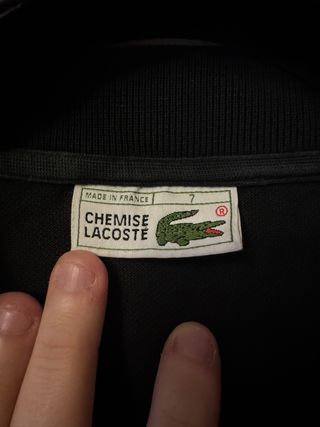 MADE IN FRANCE 7
CHEMISE
LACOSTE
®